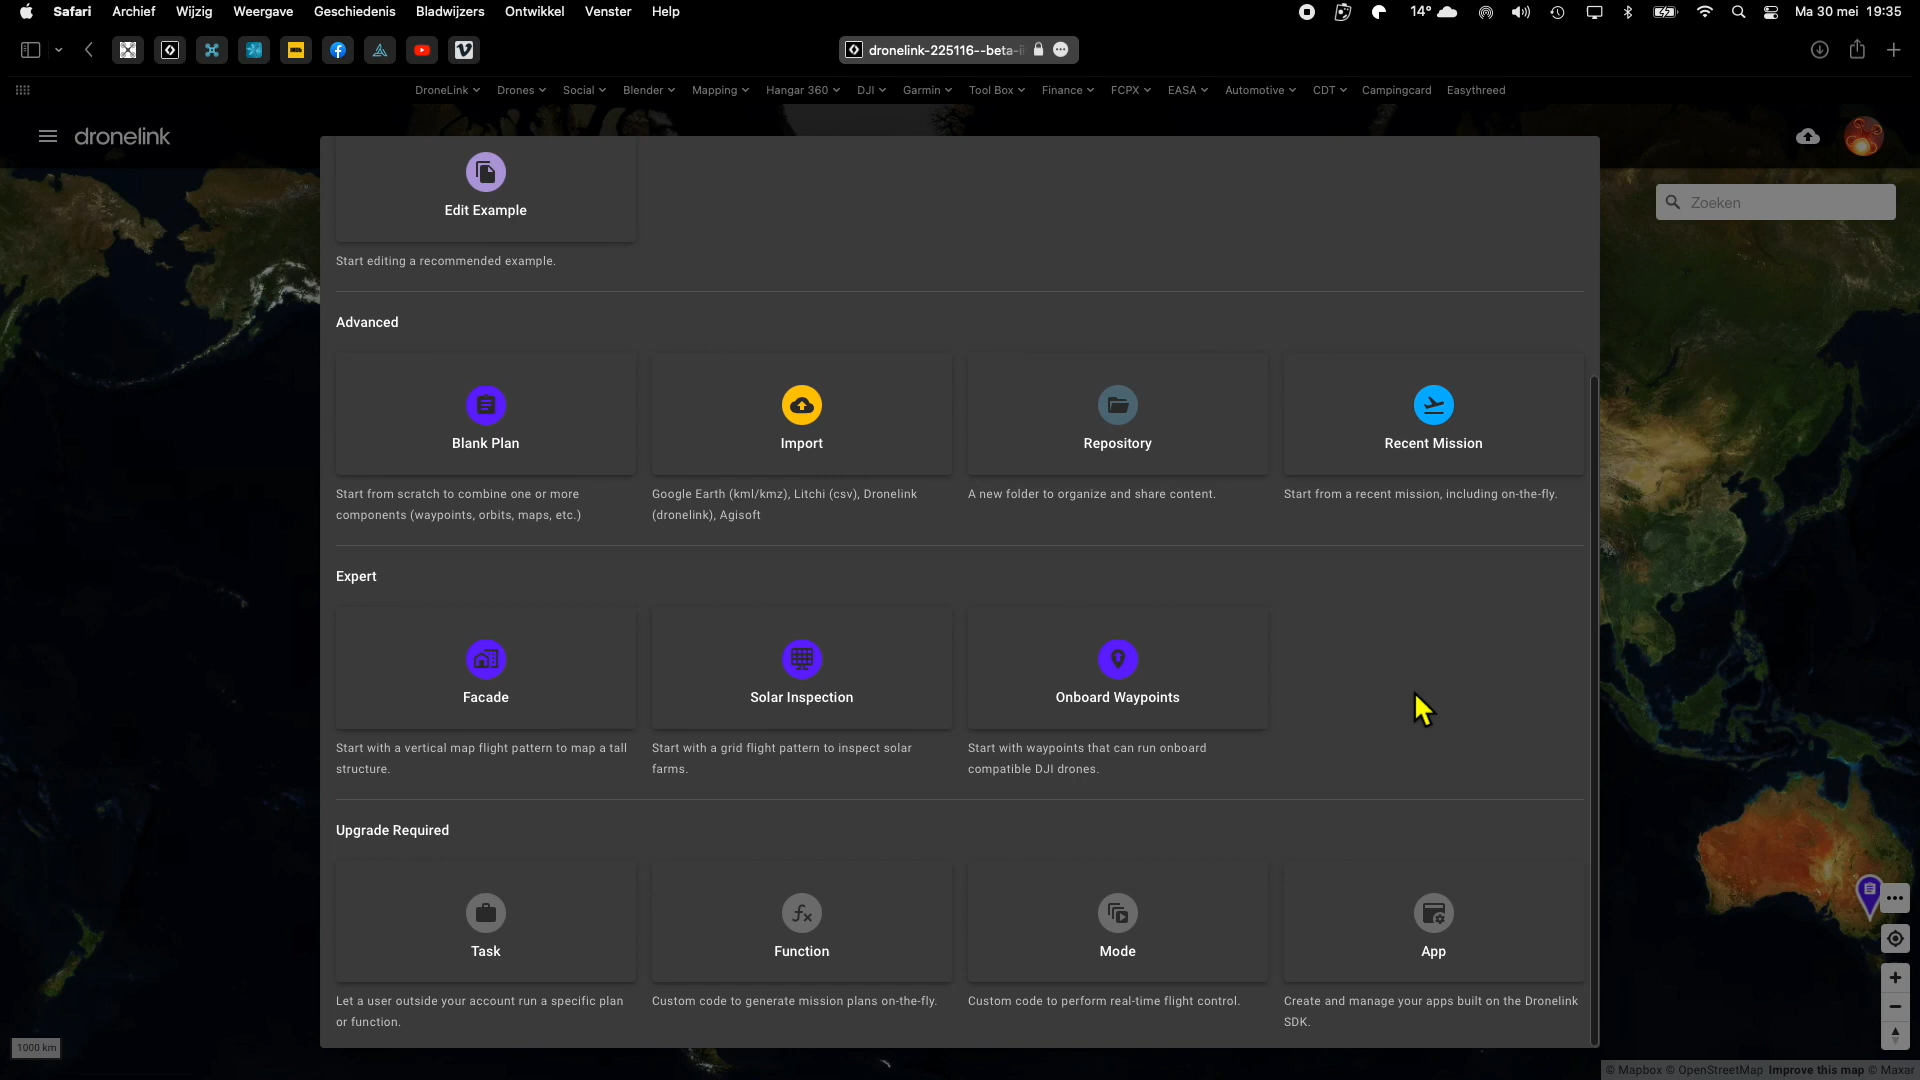 Safari Archief Wijzig Weergave Geschiedenis Bladwijzers Ontwikkel Venster Help 14° Ma 30 mei 19:35
dronelink-225116--beta-
DroneLink Drones Social Blender Mapping Hangar 360 DJI Garmin Tool Box Finance FCPX EASA Automotive CDT Campingcard Easythreed
dronelink
Zoeken
Edit Example
Start editing a recommended example.
Advanced
Blank Plan
Import
Repository
Recent Mission
Start from scratch to combine one or more
components (waypoints, orbits, maps, etc.)
Google Earth (kml/kmz), Litchi (csv), Dronelink
(dronelink), Agisoft
A new folder to organize and share content.
Start from a recent mission, including on-the-fly.
Expert
Facade
Solar Inspection
Onboard Waypoints
Start with a vertical map flight pattern to map a tall
structure.
Start with a grid flight pattern to inspect solar
farms.
Start with waypoints that can run onboard
compatible DJI drones.
Upgrade Required
Task
Function
Mode
App
Let a user outside your account run a specific plan
or function.
Custom code to generate mission plans on-the-fly.
Custom code to perform real-time flight control.
Create and manage your apps built on the Dronelink
SDK.
1000 km
© Mapbox © OpenStreetMap Improve this map © Maxar